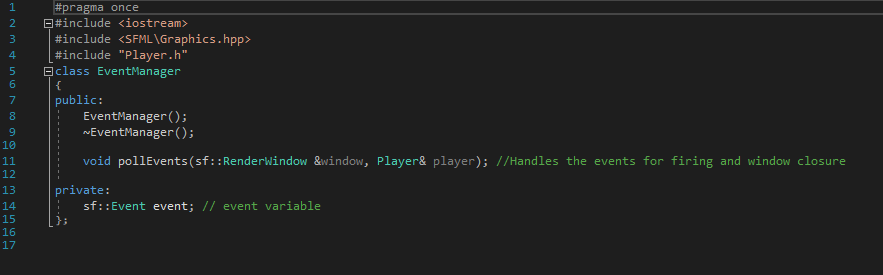 1 #pragma once
2 #include <iostream>
3 #include <SFML\Graphics.hpp>
4 #include "Player.h"
5 class EventManager
6 {
7 public:
8 EventManager();
9 ~EventManager();
10
11 void pollEvents(sf::RenderWindow &window, Player& player); //Handles the events for firing and window closure
12
13 private:
14 sf::Event event; // event variable
15 };
16
17